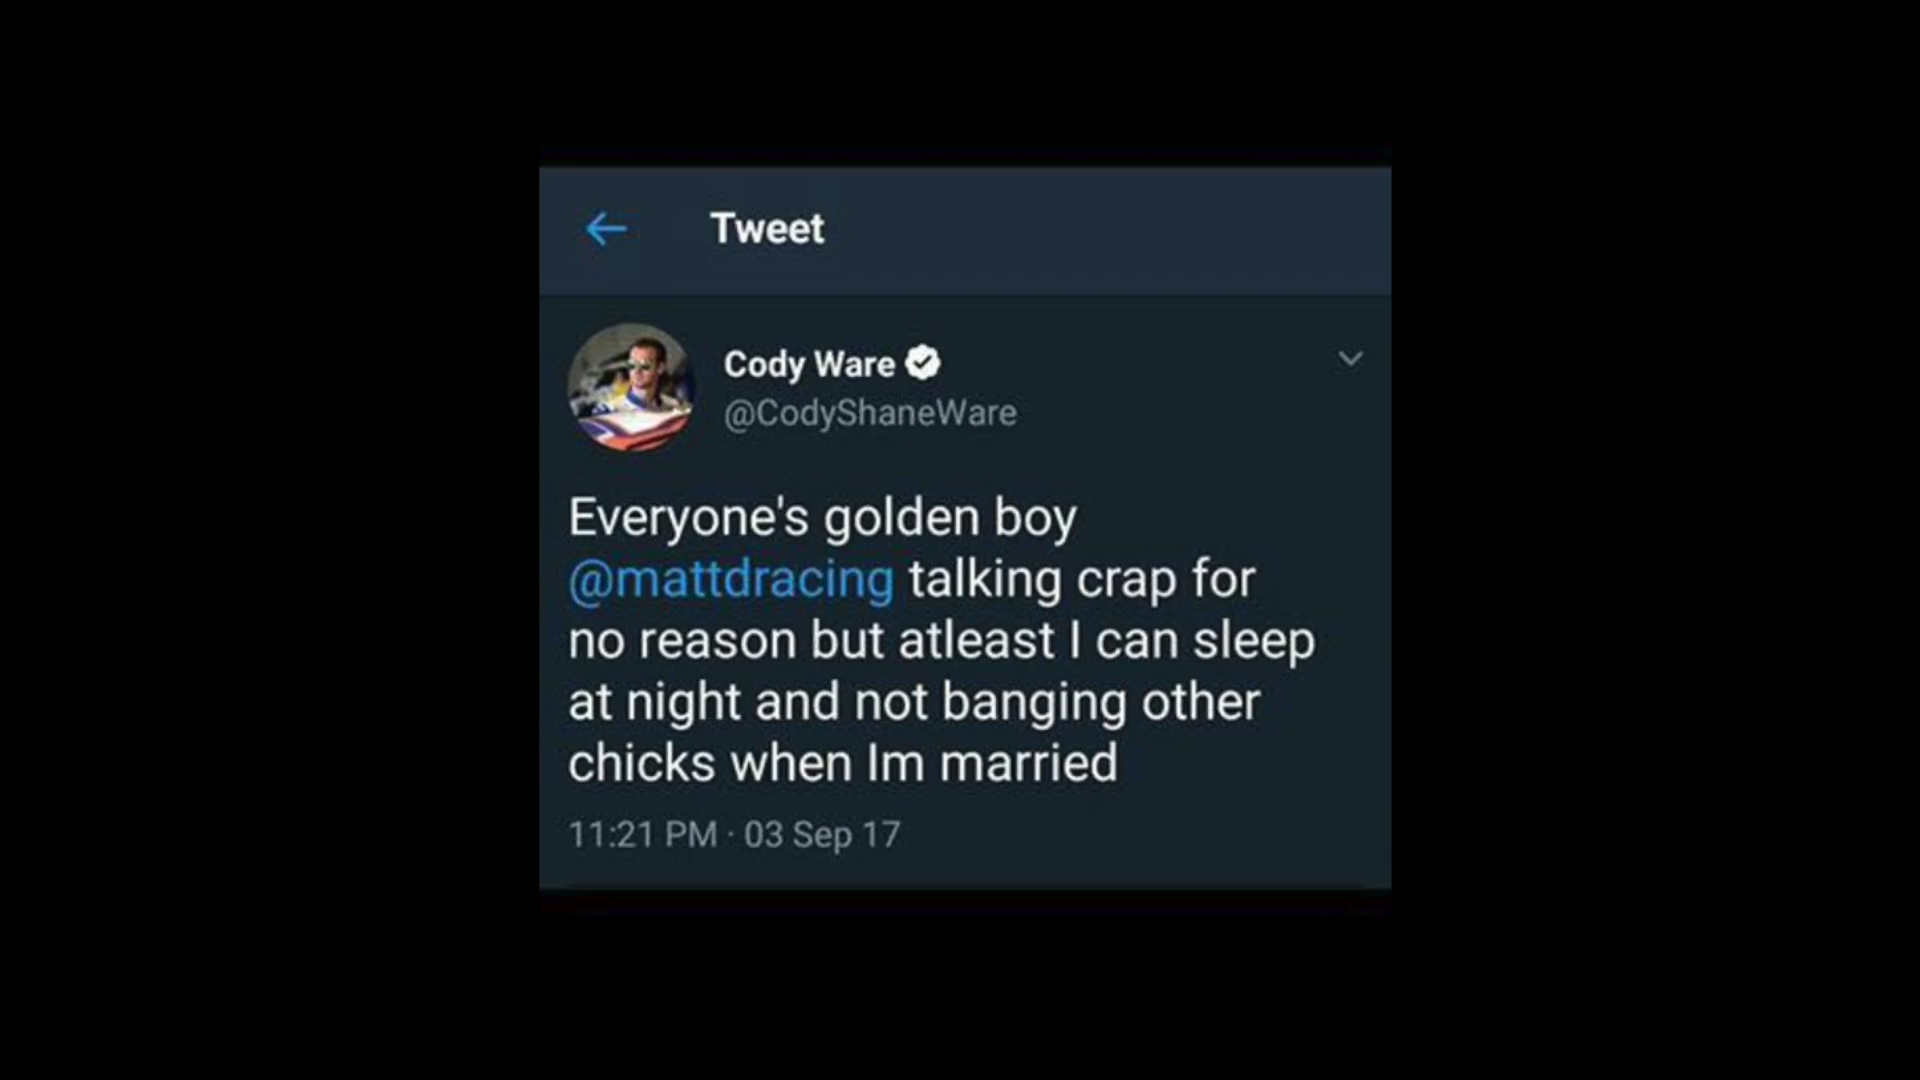 Tweet
Cody Ware
@CodyShaneWare
Everyone's golden boy
@mattdracing talking crap for
no reason but atleast I can sleep
at night and not banging other
chicks when Im married
11:21 PM · 03 Sep 17